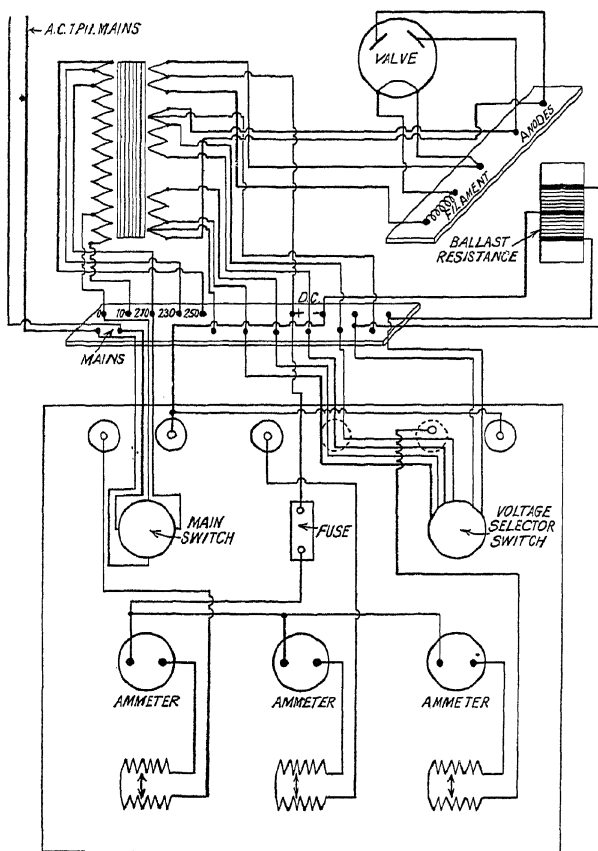 A.C. 1 PH. MAINS
VALVE
ANODES
FILAMENT
BALLAST
RESISTANCE
D.C.
+
0 10 210 230 250
MAINS
MAIN
SWITCH
FUSE
VOLTAGE
SELECTOR
SWITCH
AMMETER
AMMETER
AMMETER